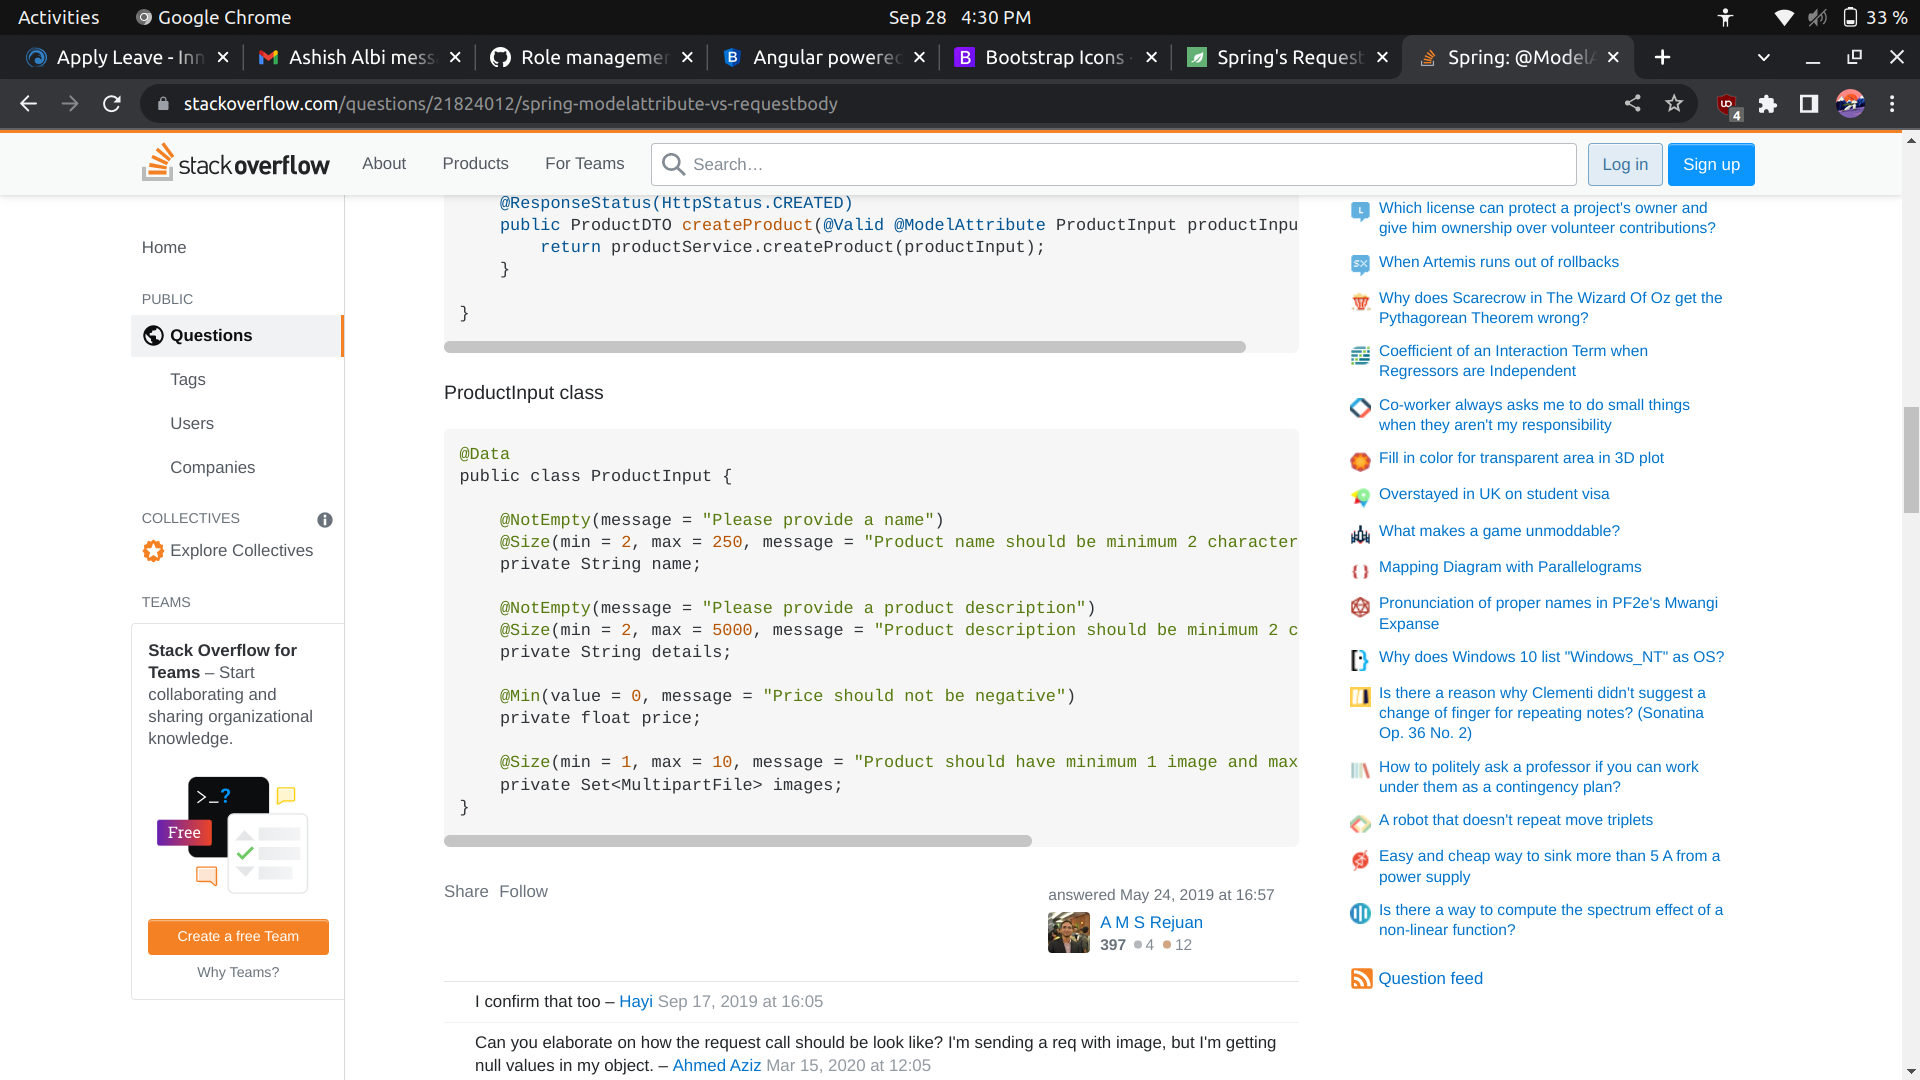 Activities
Google Chrome
Sep 28 4:30 PM
33 %
Apply Leave - Inn
Ashish Albi mess
Role managemen
Angular powered
Bootstrap Icons
Spring's Request
Spring: @ModelA
stackoverflow.com/questions/21824012/spring-modelattribute-vs-requestbody
4
stackoverflow
About
Products
For Teams
Search…
Log in
Sign up
Home
PUBLIC
Questions
Tags
Users
Companies
COLLECTIVES
Explore Collectives
TEAMS
Stack Overflow for
Teams – Start
collaborating and
sharing organizational
knowledge.
>_?
Free
Create a free Team
Why Teams?
@ResponseStatus(HttpStatus.CREATED)
public ProductDTO createProduct(@Valid @ModelAttribute ProductInput productInpu
return productService.createProduct(productInput);
}
}
ProductInput class
@Data
public class ProductInput {
@NotEmpty(message = "Please provide a name")
@Size(min = 2, max = 250, message = "Product name should be minimum 2 character
private String name;
@NotEmpty(message = "Please provide a product description")
@Size(min = 2, max = 5000, message = "Product description should be minimum 2 c
private String details;
@Min(value = 0, message = "Price should not be negative")
private float price;
@Size(min = 1, max = 10, message = "Product should have minimum 1 image and max
private Set<MultipartFile> images;
}
Share Follow
answered May 24, 2019 at 16:57
A M S Rejuan
397 4 12
I confirm that too – Hayi Sep 17, 2019 at 16:05
Can you elaborate on how the request call should be look like? I'm sending a req with image, but I'm getting
null values in my object. – Ahmed Aziz Mar 15, 2020 at 12:05
Which license can protect a project's owner and
give him ownership over volunteer contributions?
When Artemis runs out of rollbacks
Why does Scarecrow in The Wizard Of Oz get the
Pythagorean Theorem wrong?
Coefficient of an Interaction Term when
Regressors are Independent
Co-worker always asks me to do small things
when they aren't my responsibility
Fill in color for transparent area in 3D plot
Overstayed in UK on student visa
What makes a game unmoddable?
Mapping Diagram with Parallelograms
Pronunciation of proper names in PF2e's Mwangi
Expanse
Why does Windows 10 list "Windows_NT" as OS?
Is there a reason why Clementi didn't suggest a
change of finger for repeating notes? (Sonatina
Op. 36 No. 2)
How to politely ask a professor if you can work
under them as a contingency plan?
A robot that doesn't repeat move triplets
Easy and cheap way to sink more than 5 A from a
power supply
Is there a way to compute the spectrum effect of a
non-linear function?
Question feed